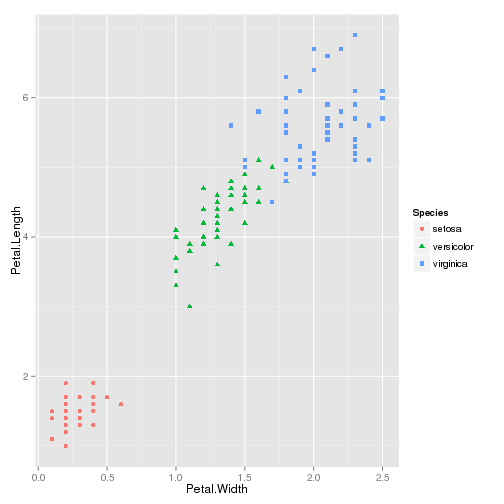 6
4
2
0.0 0.5 1.0 1.5 2.0 2.5
Petal.Width
Petal.Length
Species
setosa
versicolor
virginica